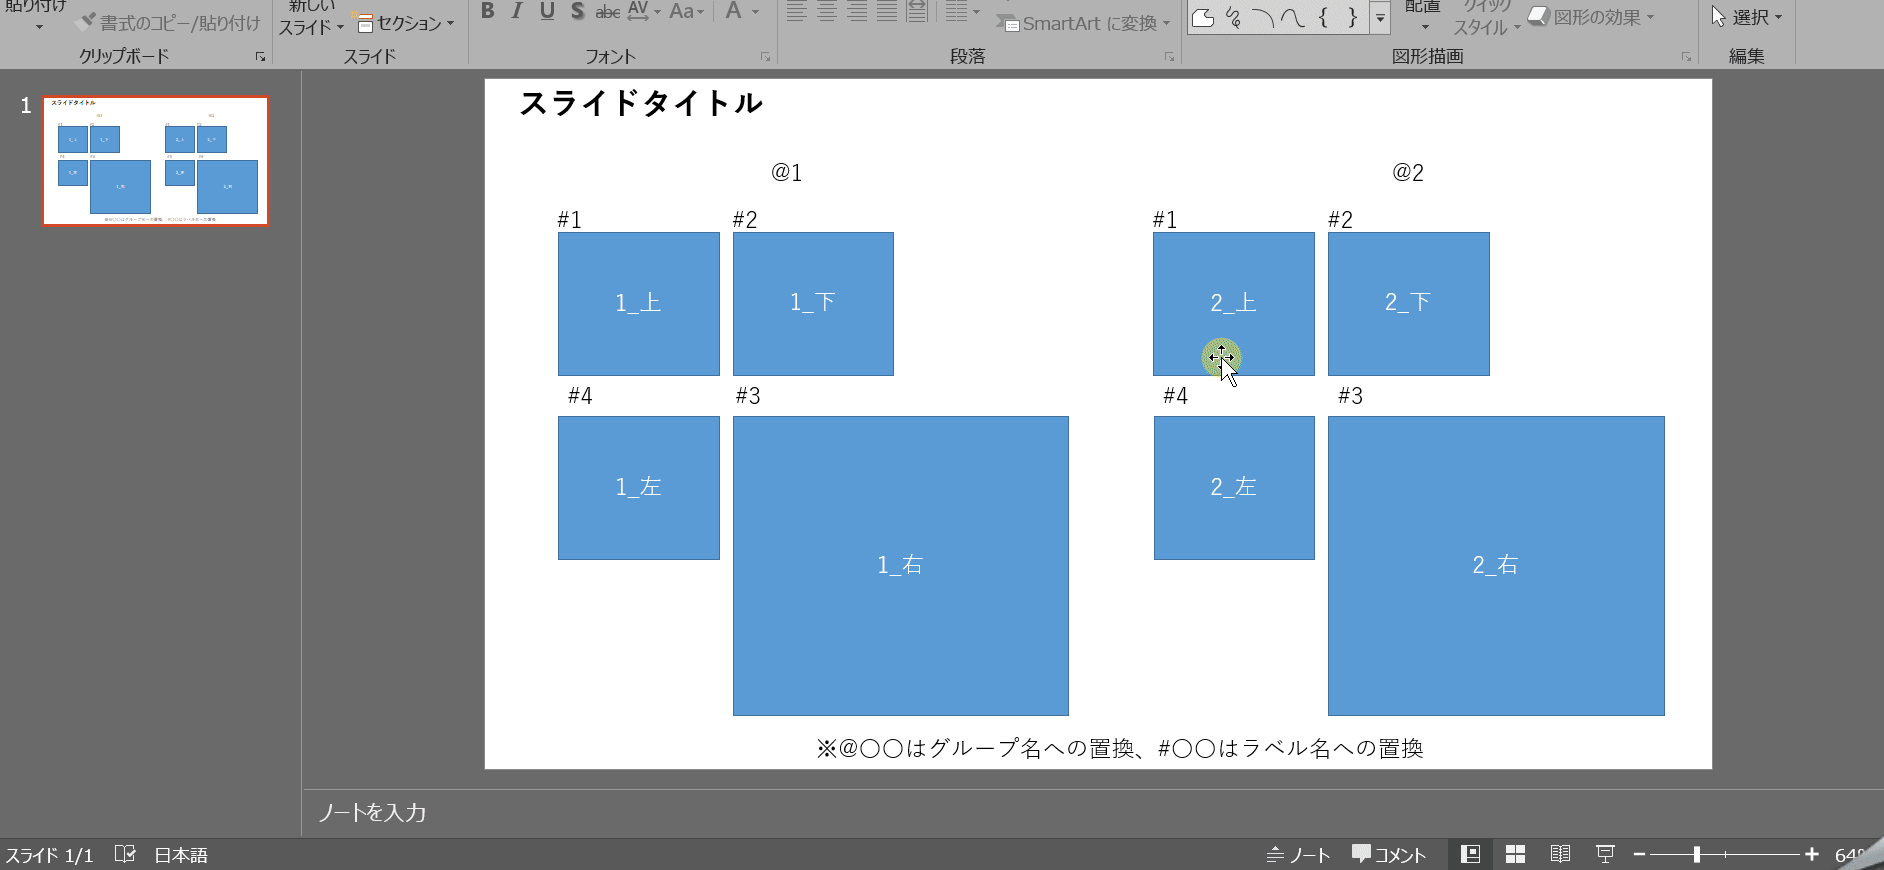 貼り付け
新しい
配置
クイック
書式のコピー/貼り付け
スライド
セクション
B I U S abc AV Aa A
SmartArt に変換
{ }
スタイル
図形の効果
選択
クリップボード
スライド
フォント
段落
図形描画
編集
1
スライドタイトル
@1
@2
#1
#2
#1
#2
1_上
1_下
2_上
2_下
#4
#3
#4
#3
1_左
2_左
1_右
2_右
※@〇〇はグループ名への置換、#〇〇はラベル名への置換
ノートを入力
スライド 1/1
日本語
ノート
コメント
64%